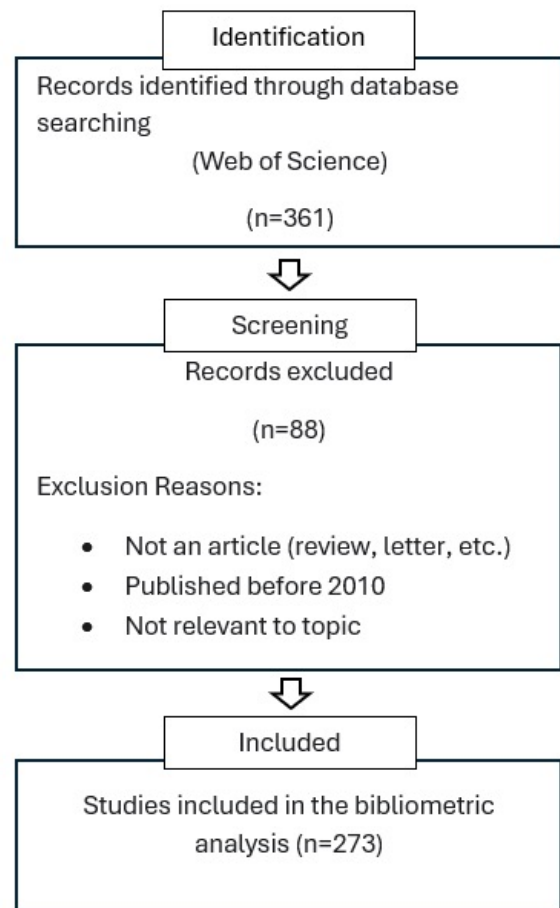 Identification
Records identified through database
searching
(Web of Science)
(n=361)
Screening
Records excluded
(n=88)
Exclusion Reasons:
• Not an article (review, letter, etc.)
• Published before 2010
• Not relevant to topic
Included
Studies included in the bibliometric
analysis (n=273)